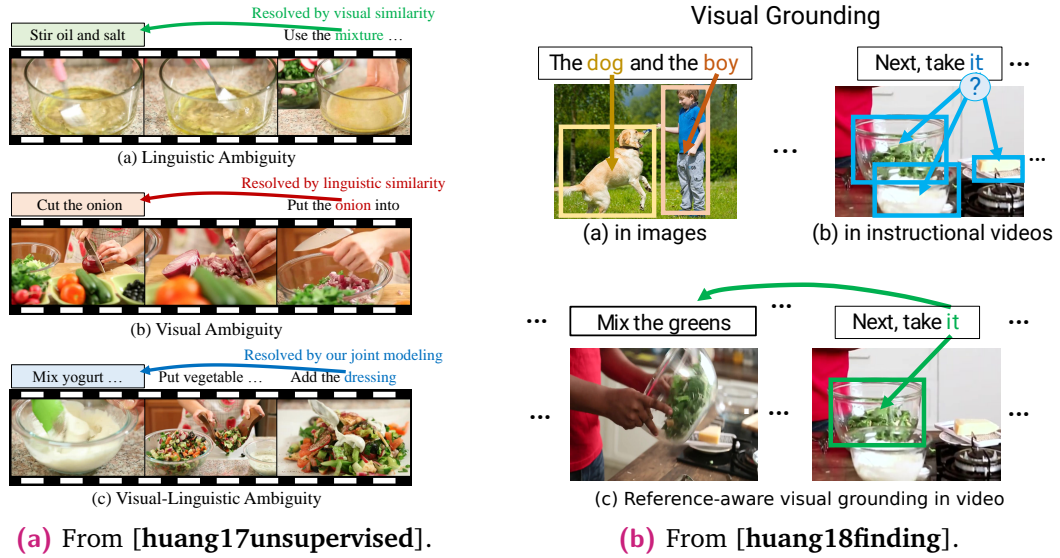 Resolved by visual similarity
Stir oil and salt
Use the mixture ...
(a) Linguistic Ambiguity
Resolved by linguistic similarity
Cut the onion
Put the onion into
(b) Visual Ambiguity
Resolved by our joint modeling
Mix yogurt ...
Put vegetable ...
Add the dressing
(c) Visual-Linguistic Ambiguity
(a) From [huang17unsupervised].
Visual Grounding
The dog and the boy
Next, take it
...
?
...
...
(a) in images
(b) in instructional videos
...
Mix the greens
...
Next, take it
...
...
...
...
(c) Reference-aware visual grounding in video
(b) From [huang18finding].